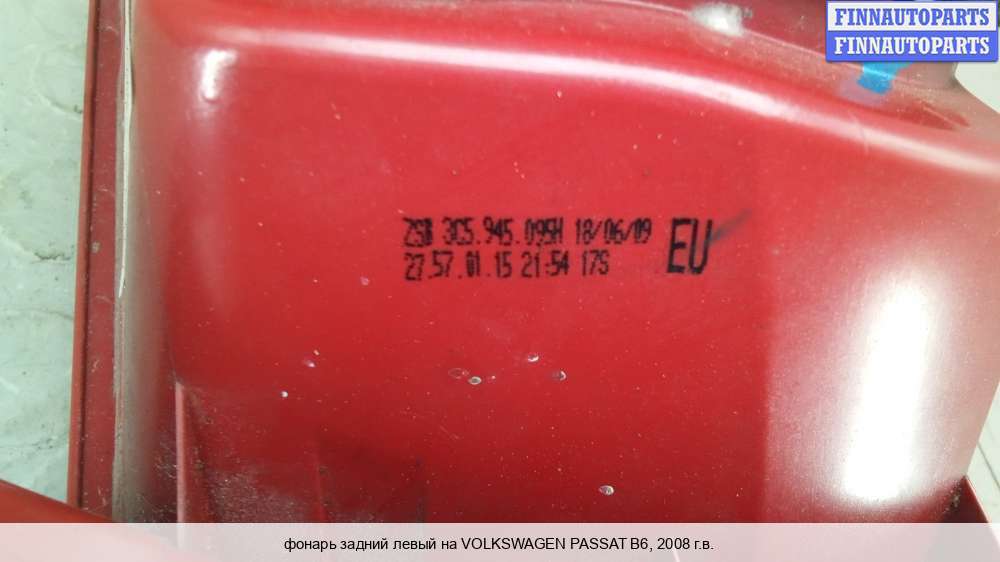 FINNAUTOPARTS
FINNAUTOPARTS
ZSB 3C5.945.095H 18/06/09
27.57.01.15 21:54 17S
EU
фонарь задний левый на VOLKSWAGEN PASSAT B6, 2008 г.в.